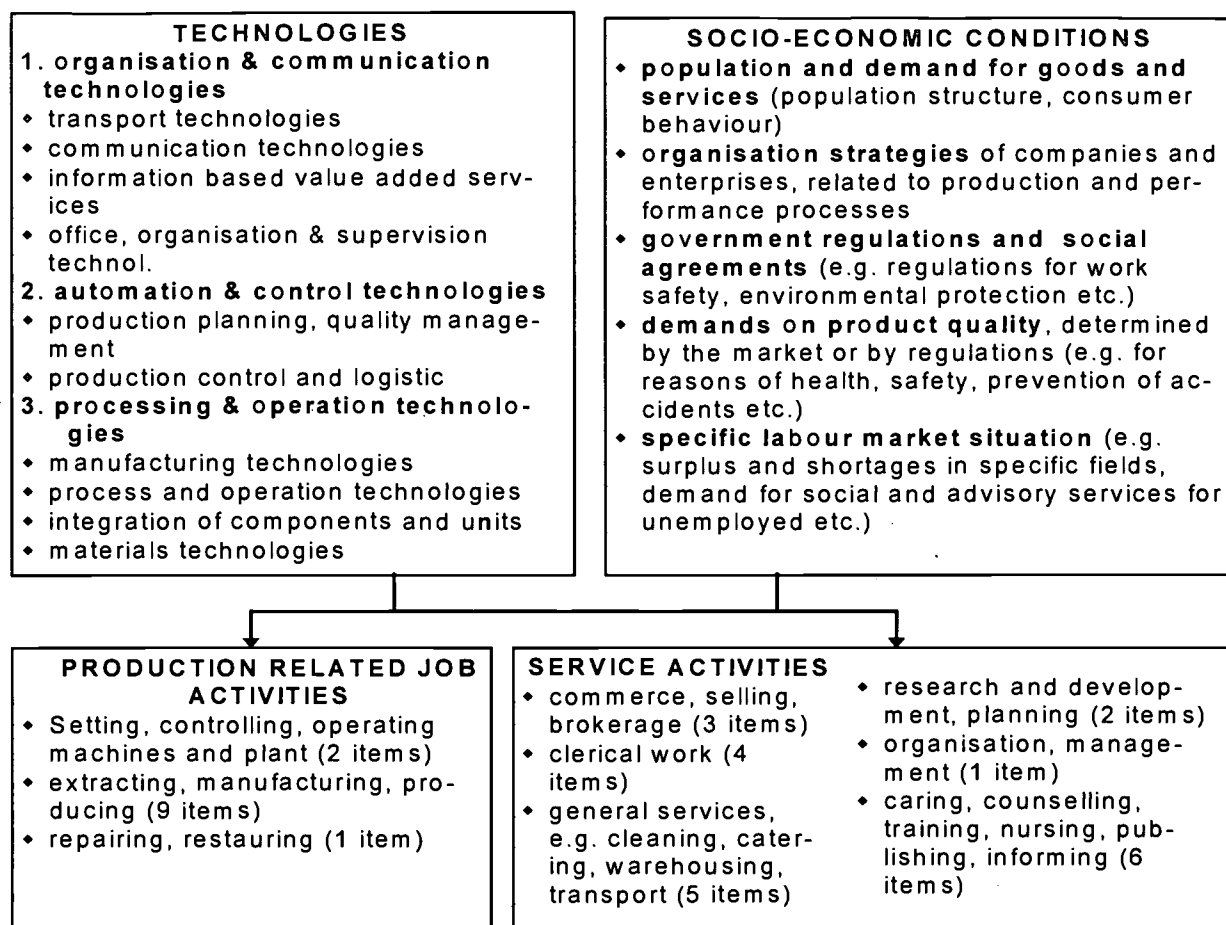 TECHNOLOGIES
1. organisation & communication
technologies
◆ transport technologies
◆ communication technologies
◆ information based value added serv-
ices
◆ office, organisation & supervision
technol.
2. automation & control technologies
◆ production planning, quality manage-
ment
◆ production control and logistic
3. processing & operation technolo-
gies
◆ manufacturing technologies
◆ process and operation technologies
◆ integration of components and units
◆ materials technologies
SOCIO-ECONOMIC CONDITIONS
◆ population and demand for goods and
services (population structure, consumer
behaviour)
◆ organisation strategies of companies and
enterprises, related to production and per-
formance processes
◆ government regulations and social
agreements (e.g. regulations for work
safety, environmental protection etc.)
◆ demands on product quality, determined
by the market or by regulations (e.g. for
reasons of health, safety, prevention of ac-
cidents etc.)
◆ specific labour market situation (e.g.
surplus and shortages in specific fields,
demand for social and advisory services for
unemployed etc.)
PRODUCTION RELATED JOB
ACTIVITIES
◆ Setting, controlling, operating
machines and plant (2 items)
◆ extracting, manufacturing, pro-
ducing (9 items)
◆ repairing, restauring (1 item)
SERVICE ACTIVITIES
◆ commerce, selling,
brokerage (3 items)
◆ clerical work (4
items)
◆ general services,
e.g. cleaning, cater-
ing, warehousing,
transport (5 items)
◆ research and develop-
ment, planning (2 items)
◆ organisation, manage-
ment (1 item)
◆ caring, counselling,
training, nursing, pub-
lishing, informing (6
items)